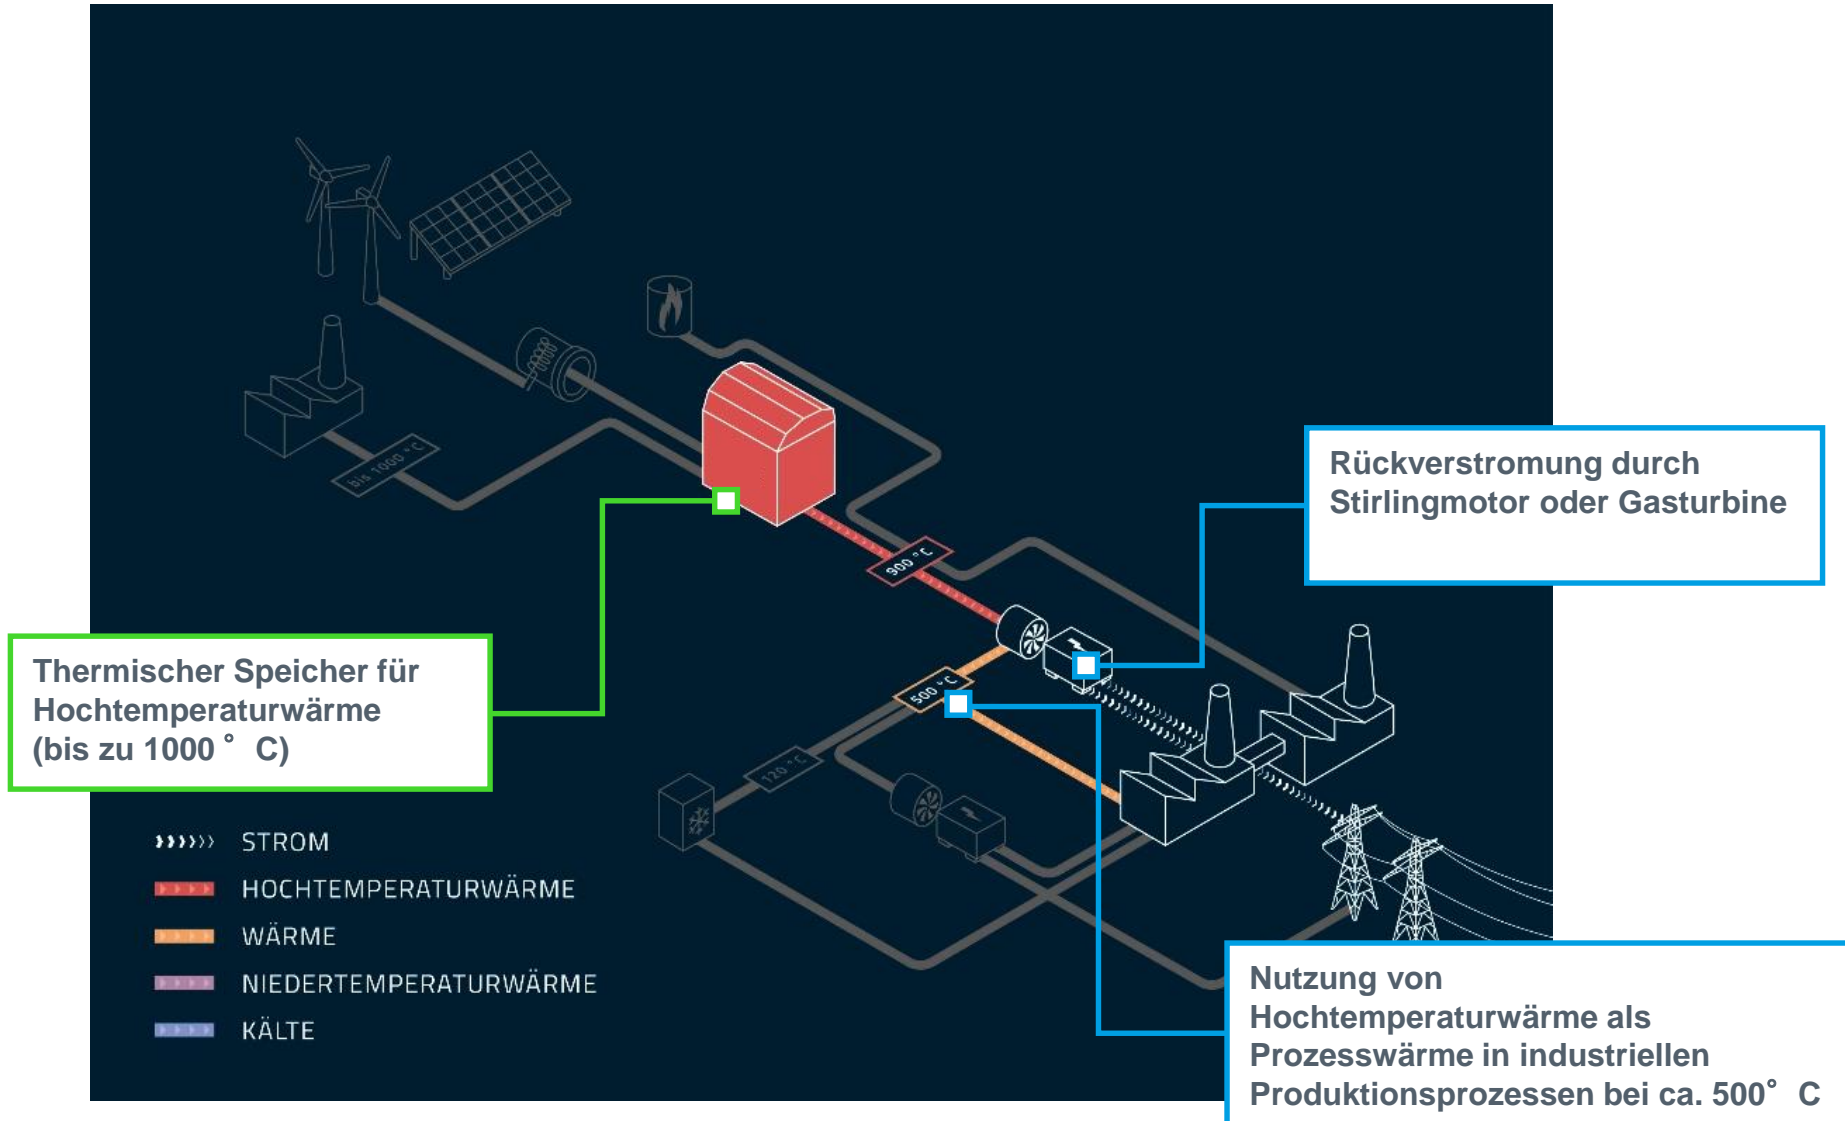 bis 1000 °C
Rückverstromung durch
Stirlingmotor oder Gasturbine
900 °C
Thermischer Speicher für
Hochtemperaturwärme
(bis zu 1000 ° C)
500 °C
120 °C
STROM
HOCHTEMPERATURWÄRME
WÄRME
NIEDERTEMPERATURWÄRME
KÄLTE
Nutzung von
Hochtemperaturwärme als
Prozesswärme in industriellen
Produktionsprozessen bei ca. 500° C